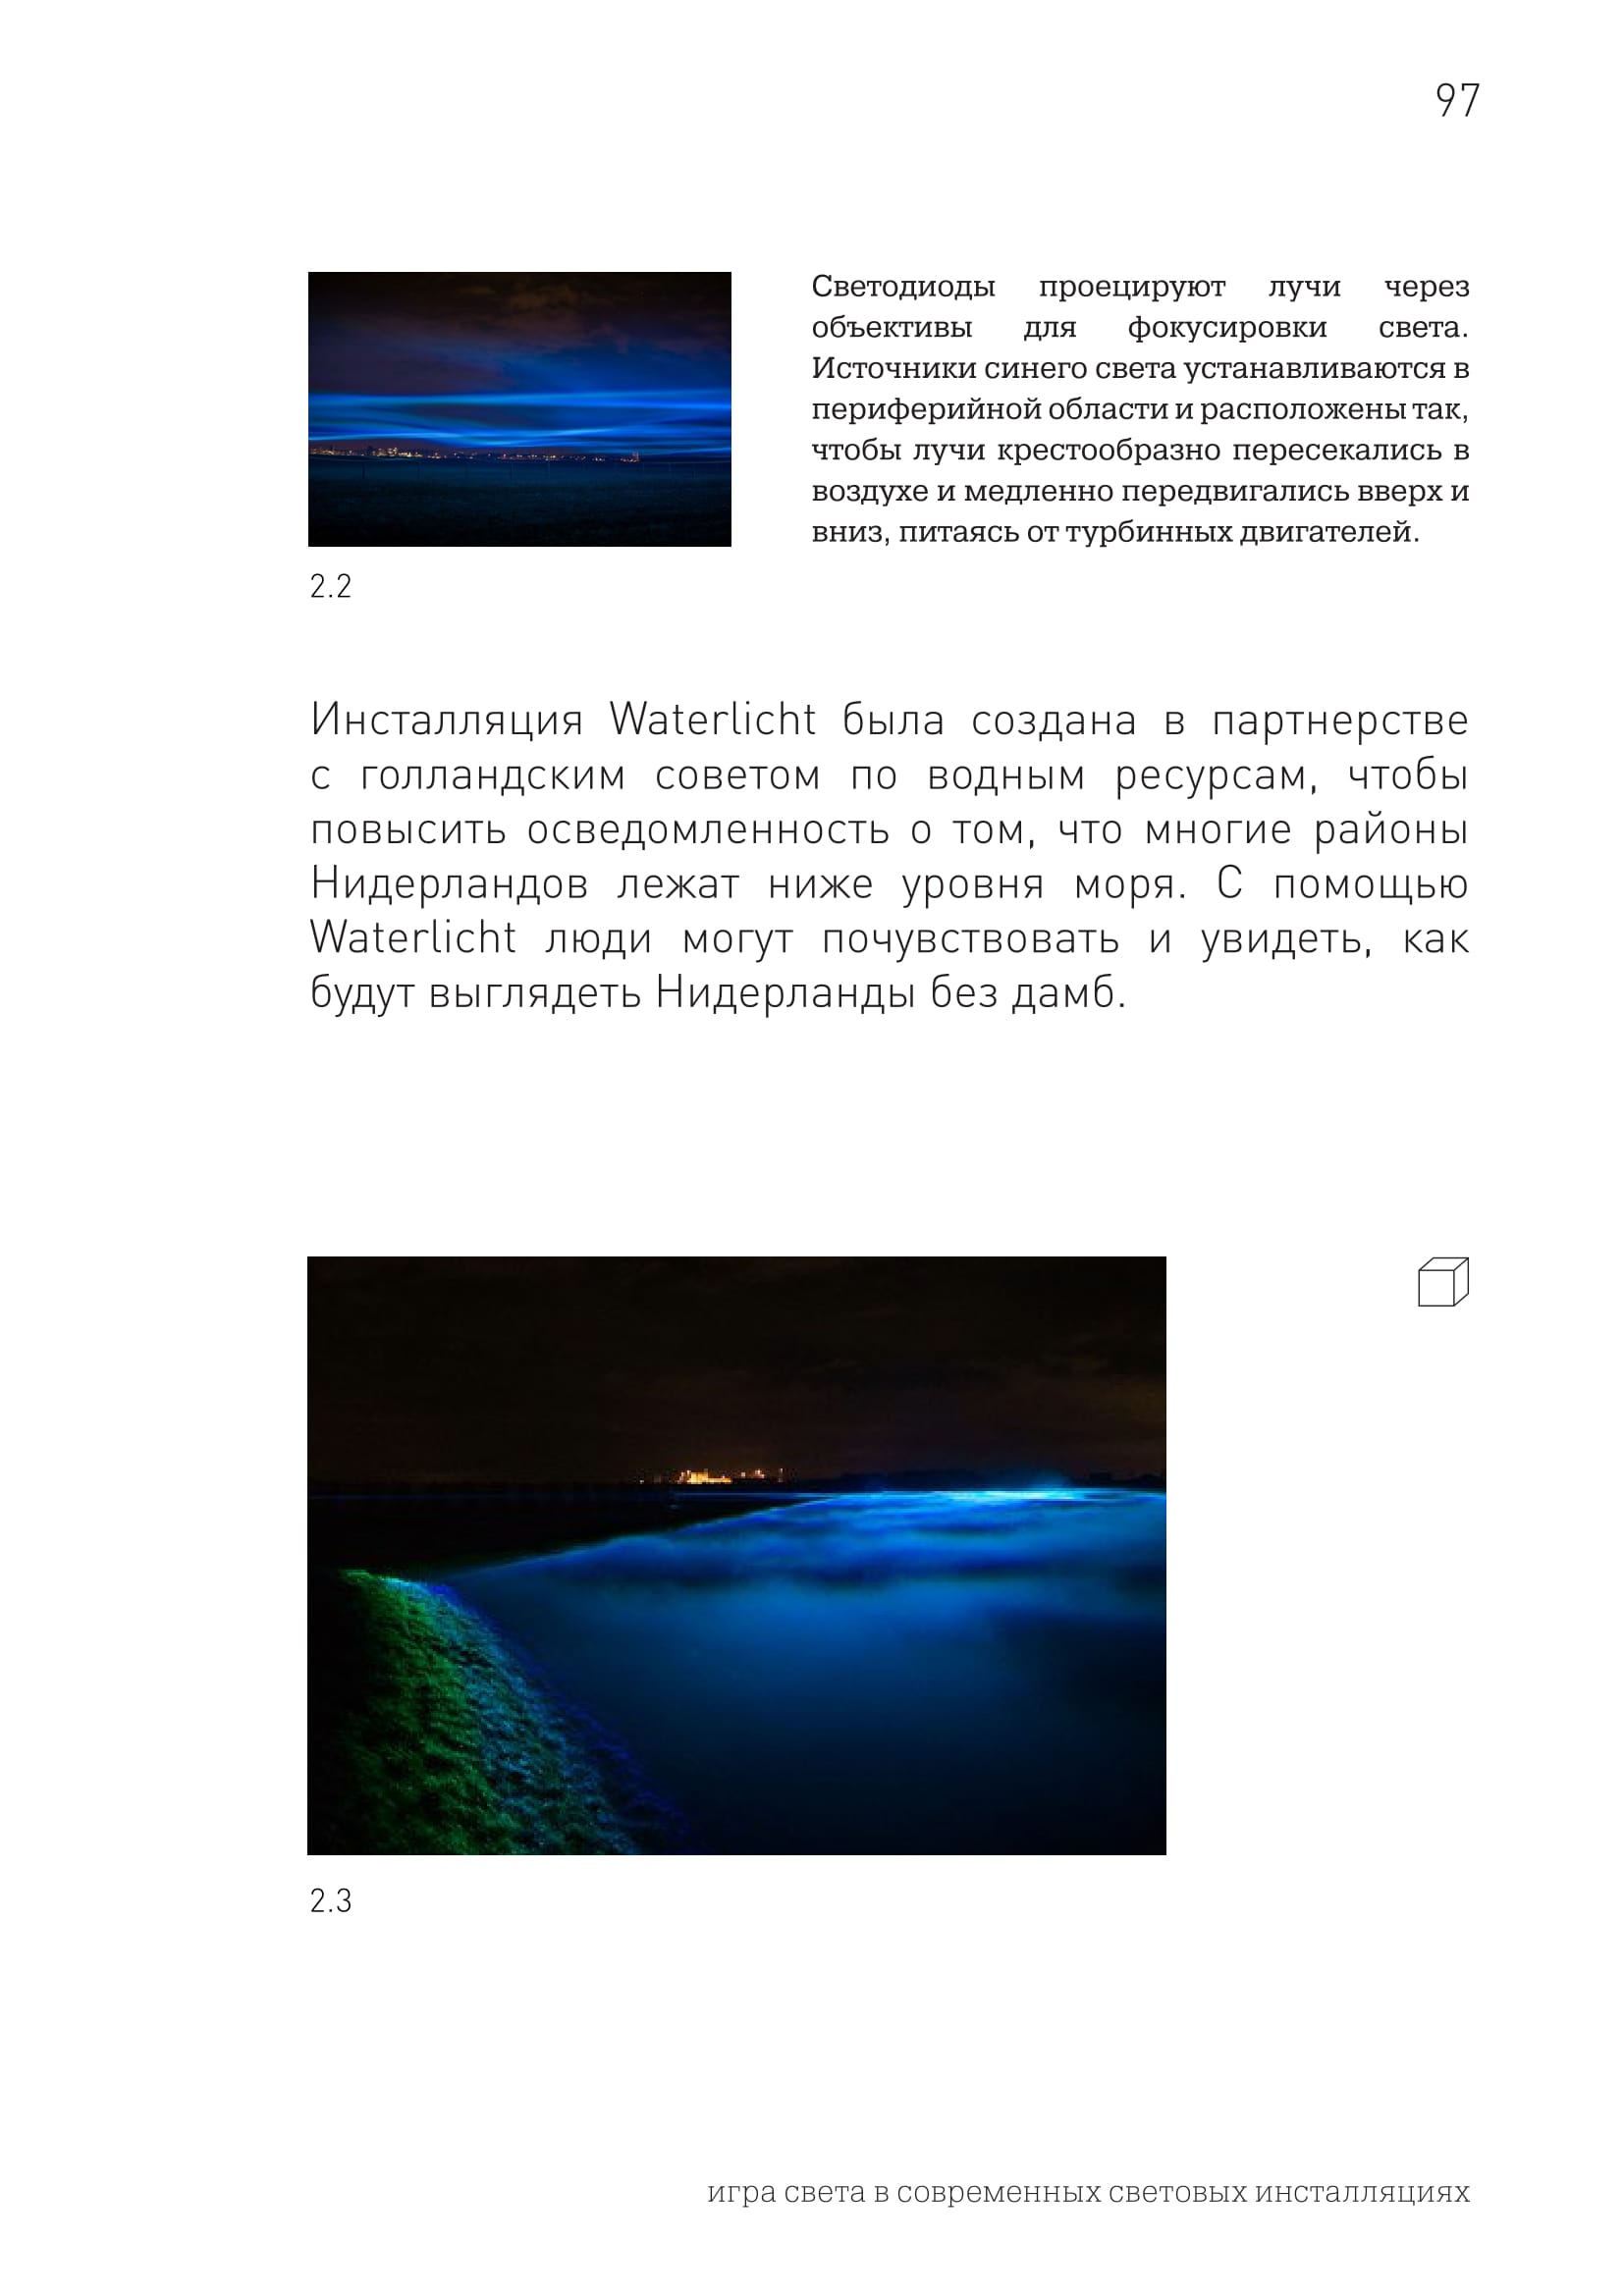 97
Светодиоды проецируют лучи через
объективы для фокусировки света.
Источники синего света устанавливаются в
периферийной области и расположены так,
чтобы лучи крестообразно пересекались в
воздухе и медленно передвигались вверх и
вниз, питаясь от турбинных двигателей.
2.2
Инсталляция Waterlicht была создана в партнерстве
с голландским советом по водным ресурсам, чтобы
повысить осведомленность о том, что многие районы
Нидерландов лежат ниже уровня моря. С помощью
Waterlicht люди могут почувствовать и увидеть, как
будут выглядеть Нидерланды без дамб.
2.3
игра света в современных световых инсталляциях